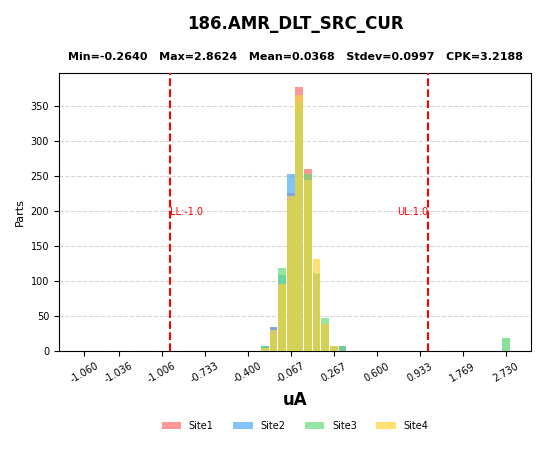 186.AMR_DLT_SRC_CUR
Min=-0.2640 Max=2.8624 Mean=0.0368 Stdev=0.0997 CPK=3.2188
Parts
350
300
250
200
150
100
50
0
LL:-1.0
UL:1.0
-1.060 -1.036 -1.006 -0.733 -0.400 -0.067 0.267 0.600 0.933 1.769 2.730
uA
Site1 Site2 Site3 Site4